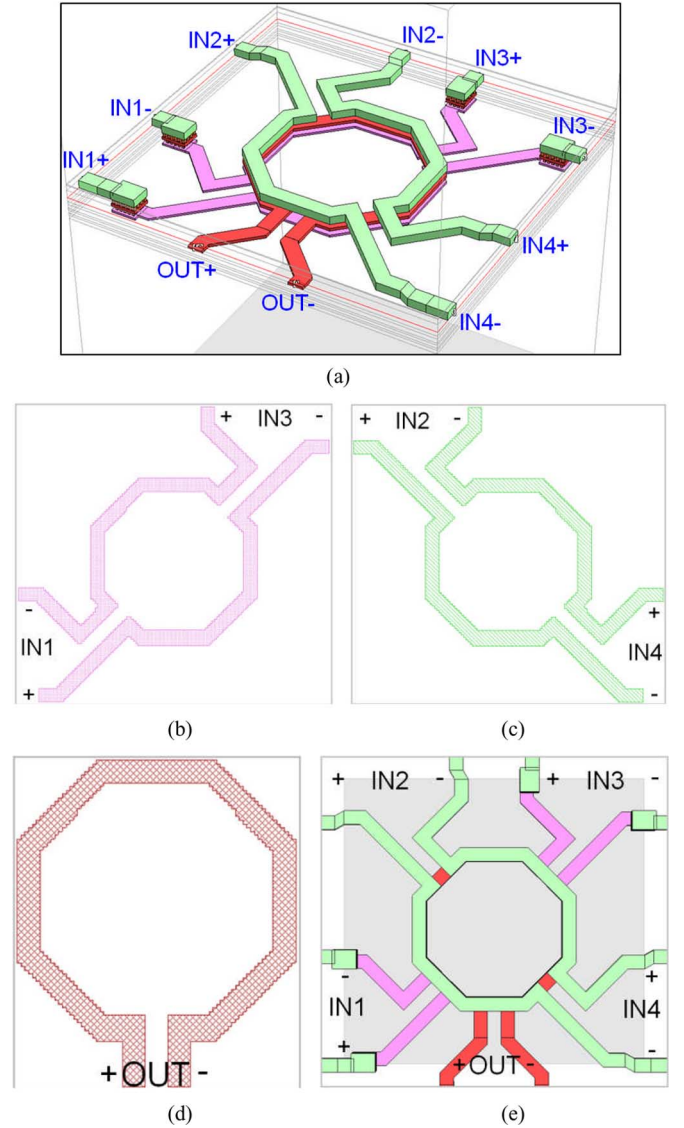 IN2+
IN2-
IN3+
IN1-
IN3-
IN1+
IN4+
OUT+
OUT-
IN4-
(a)
+ IN3 -
-
IN1
+
(b)
+ IN2 -
+
IN4
-
(c)
+ OUT -
(d)
+ IN2 - + IN3 -
- +
IN1 IN4
+ + OUT - -
(e)